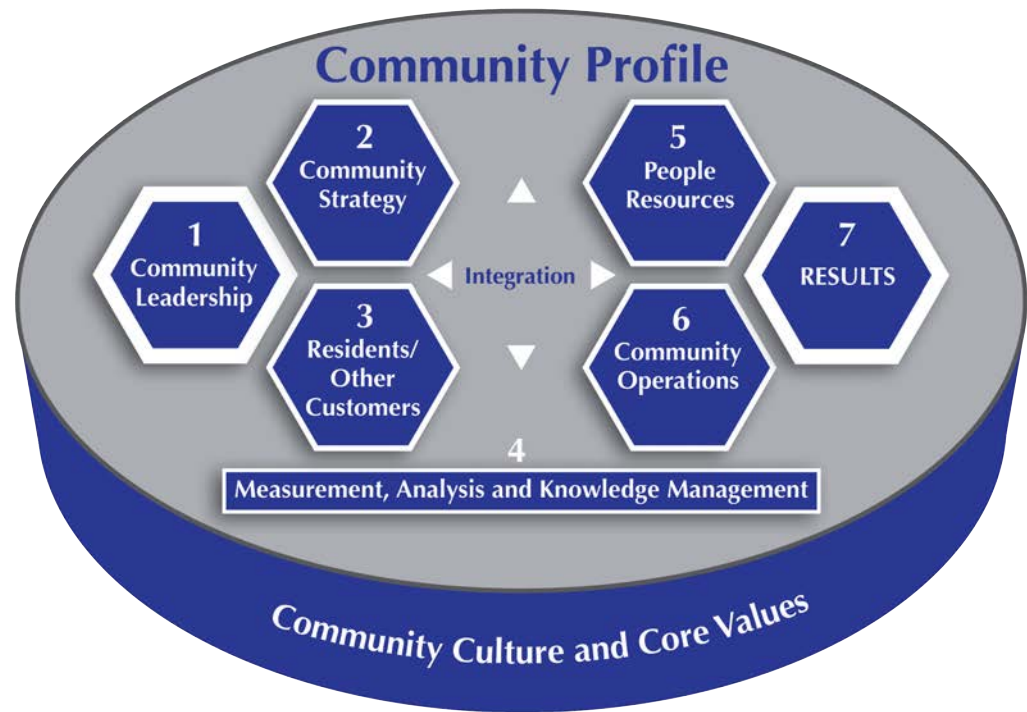 Community Profile
1
Community
Leadership
2
Community
Strategy
3
Residents/
Other
Customers
Integration
5
People
Resources
6
Community
Operations
7
RESULTS
4
Measurement, Analysis and Knowledge Management
Community Culture and Core Values